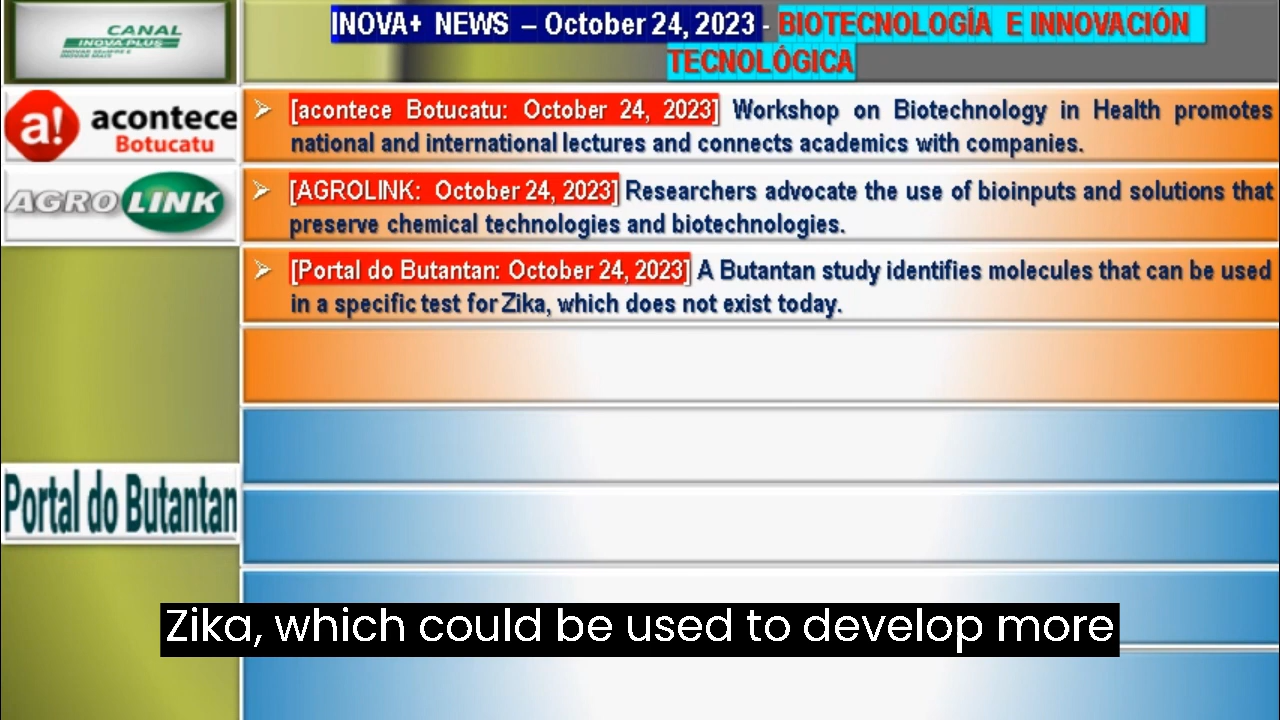 CANAL
INOVA PLUS
INOVAR SEMPRE E
INOVAR MAIS
INOVA+ NEWS – October 24, 2023 - BIOTECNOLOGÍA E INNOVACIÓN
TECNOLÓGICA
a! acontece
Botucatu
➢ [acontece Botucatu: October 24, 2023] Workshop on Biotechnology in Health promotes
national and international lectures and connects academics with companies.
AGROLINK
➢ [AGROLINK: October 24, 2023] Researchers advocate the use of bioinputs and solutions that
preserve chemical technologies and biotechnologies.
➢ [Portal do Butantan: October 24, 2023] A Butantan study identifies molecules that can be used
in a specific test for Zika, which does not exist today.
Portal do Butantan
Zika, which could be used to develop more